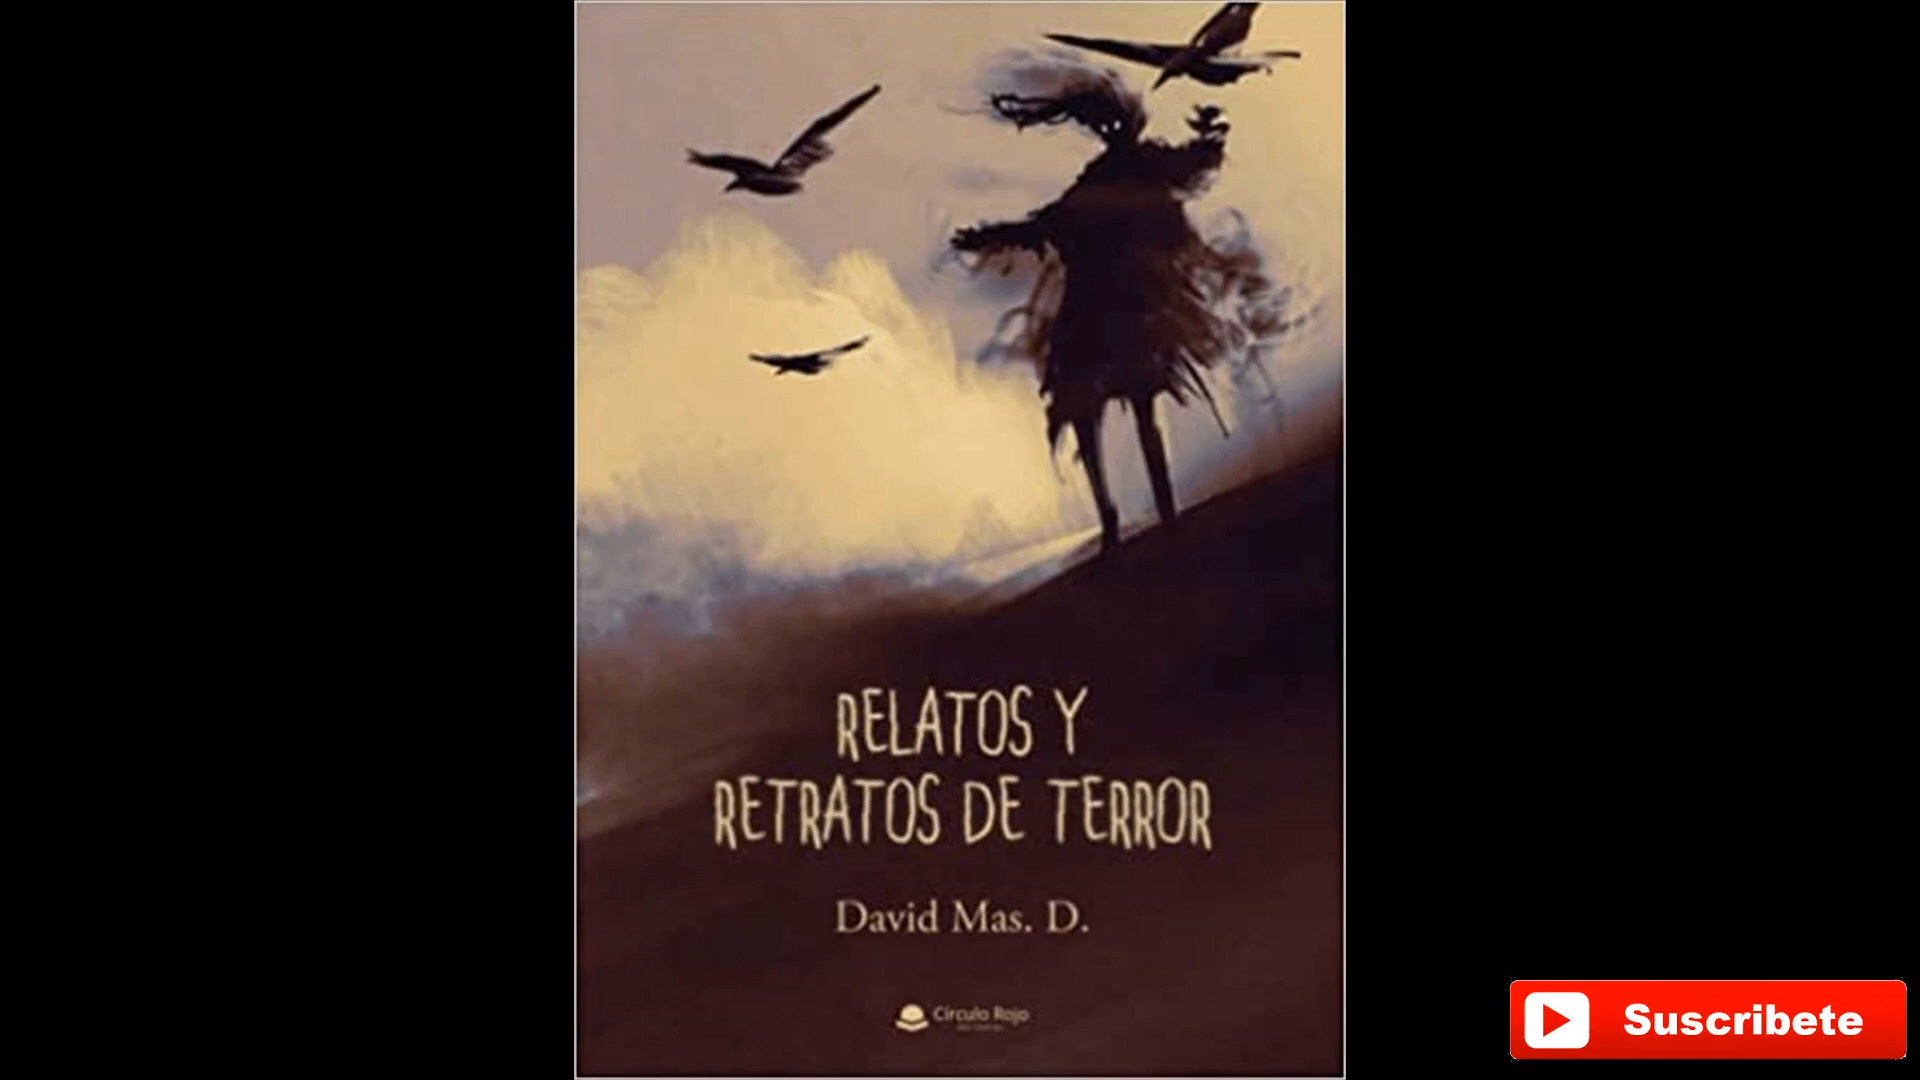 RELATOS Y
RETRATOS DE TERROR
David Mas. D.
Círculo Rojo
Suscribete